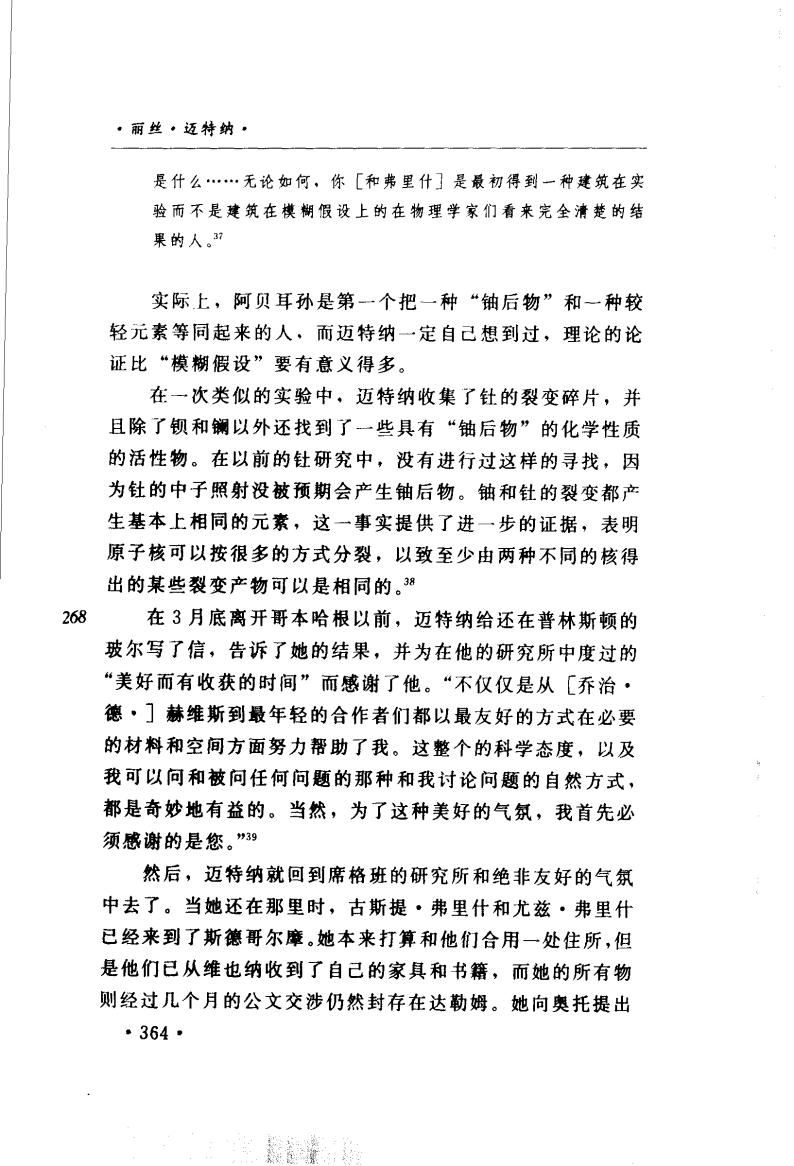 ·丽丝·迈特纳·
是什么……无论如何，你［和弗里什］是最初得到一种建筑在实
验而不是建筑在模糊假设上的在物理学家们看来完全清楚的结
果的人。37
实际上，阿贝耳孙是第一个把一种“铀后物”和一种较
轻元素等同起来的人，而迈特纳一定自己想到过，理论的论
证比“模糊假设”要有意义得多。
在一次类似的实验中，迈特纳收集了钍的裂变碎片，并
且除了钡和镧以外还找到了一些具有“铀后物”的化学性质
的活性物。在以前的钍研究中，没有进行过这样的寻找，因
为钍的中子照射没被预期会产生铀后物。铀和钍的裂变都产
生基本上相同的元素，这一事实提供了进一步的证据，表明
原子核可以按很多的方式分裂，以致至少由两种不同的核得
出的某些裂变产物可以是相同的。38
268 在3月底离开哥本哈根以前，迈特纳给还在普林斯顿的
玻尔写了信，告诉了她的结果，并为在他的研究所中度过的
“美好而有收获的时间”而感谢了他。“不仅仅是从［乔治·
德·］赫维斯到最年轻的合作者们都以最友好的方式在必要
的材料和空间方面努力帮助了我。这整个的科学态度，以及
我可以问和被问任何问题的那种和我讨论问题的自然方式，
都是奇妙地有益的。当然，为了这种美好的气氛，我首先必
须感谢的是您。”39
然后，迈特纳就回到席格班的研究所和绝非友好的气氛
中去了。当她还在那里时，古斯提·弗里什和尤兹·弗里什
已经来到了斯德哥尔摩。她本来打算和他们合用一处住所，但
是他们已从维也纳收到了自己的家具和书籍，而她的所有物
则经过几个月的公文交涉仍然封存在达勒姆。她向奥托提出
·364·